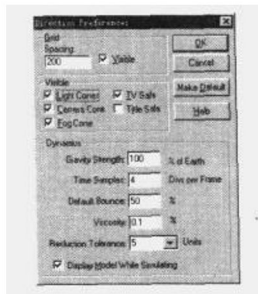 Direction Preferences
Grid
Spacing:
200 Visible
OK
Cancel
Make Default
Help
Visible
Light Cones TV Safe
Camera Cone Title Safe
Fog Cone
Dynamics
Gravity Strength: 100 % of Earth
Time Samples: 4 Divs per Frame
Default Bounce: 50 %
Viscosity: 0.1 %
Resolution Tolerance: 5 Units
Display Model While Simulating